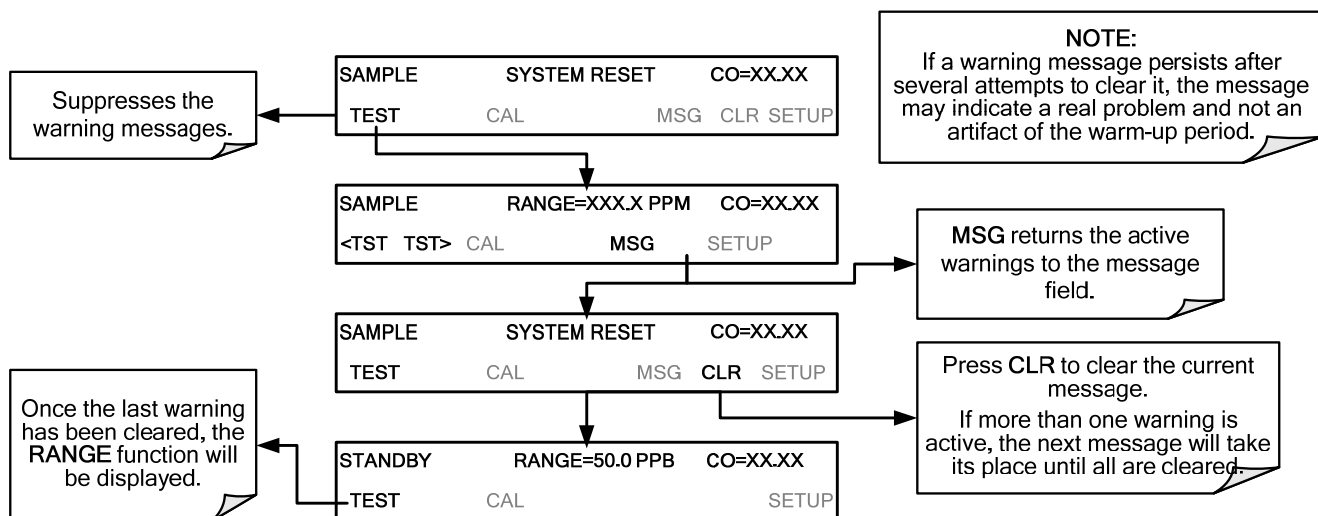 Suppresses the
warning messages.
SAMPLE SYSTEM RESET CO=XX.XX
TEST CAL MSG CLR SETUP
NOTE:
If a warning message persists after
several attempts to clear it, the message
may indicate a real problem and not an
artifact of the warm-up period.
SAMPLE RANGE=XXX.X PPM CO=XX.XX
<TST TST> CAL MSG SETUP
MSG returns the active
warnings to the message
field.
SAMPLE SYSTEM RESET CO=XX.XX
TEST CAL MSG CLR SETUP
Press CLR to clear the current
message.
If more than one warning is
active, the next message will take
its place until all are cleared.
Once the last warning
has been cleared, the
RANGE function will
be displayed.
STANDBY RANGE=50.0 PPB CO=XX.XX
TEST CAL SETUP